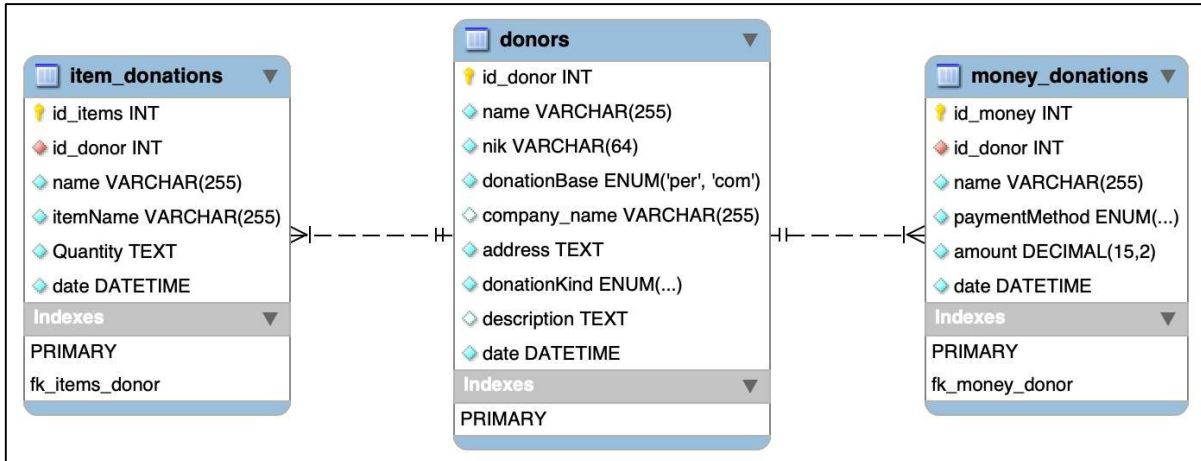 item_donations
id_items INT
id_donor INT
name VARCHAR(255)
itemName VARCHAR(255)
Quantity TEXT
date DATETIME
Indexes
PRIMARY
fk_items_donor
donors
id_donor INT
name VARCHAR(255)
nik VARCHAR(64)
donationBase ENUM('per', 'com')
company_name VARCHAR(255)
address TEXT
donationKind ENUM(...)
description TEXT
date DATETIME
Indexes
PRIMARY
money_donations
id_money INT
id_donor INT
name VARCHAR(255)
paymentMethod ENUM(...)
amount DECIMAL(15,2)
date DATETIME
Indexes
PRIMARY
fk_money_donor